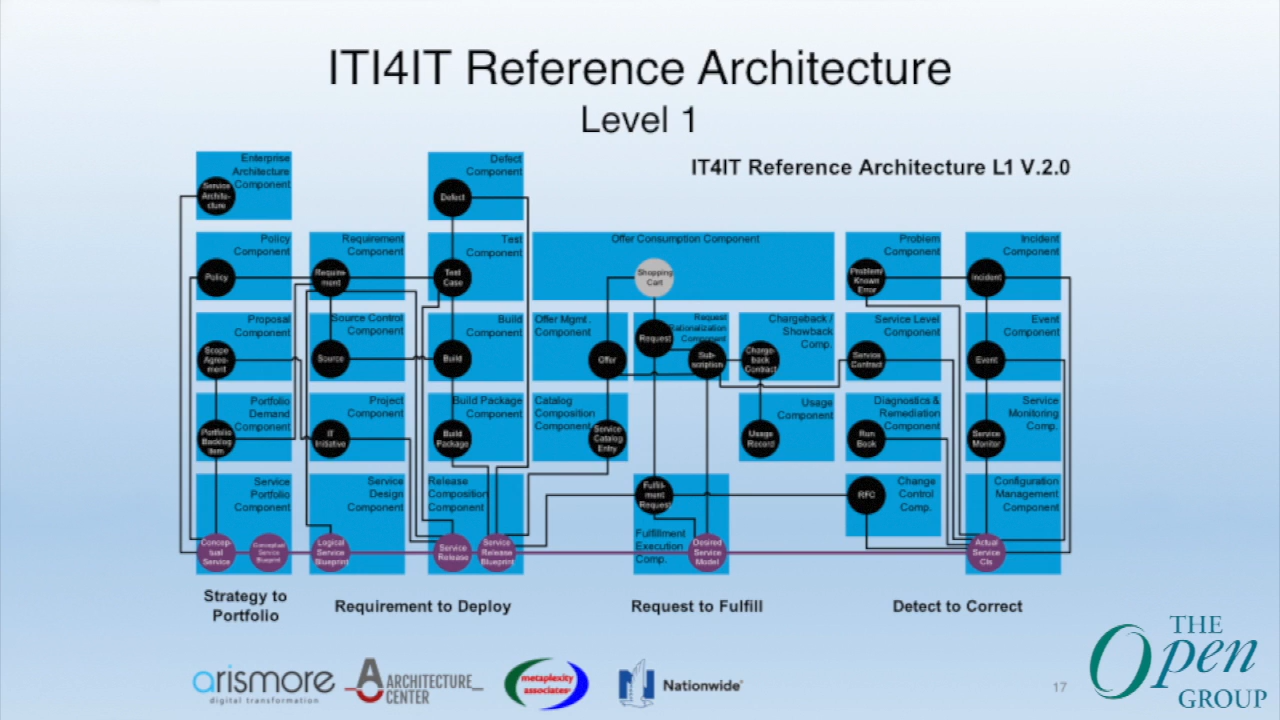 ITI4IT Reference Architecture
Level 1
IT4IT Reference Architecture L1 V.2.0
Enterprise
Architecture
Component
Service
Archite-
cture
Policy
Component
Policy
Proposal
Component
Scope
Agree-
ment
Portfolio
Demand
Component
Portfolio
Backlog
Item
Service
Portfolio
Component
Concep-
tual
Service
Conceptual
Service
Blueprint
Requirement
Component
Require-
ment
Source Control
Component
Source
Project
Component
IT
Initiative
Service
Design
Component
Logical
Service
Blueprint
Defect
Component
Defect
Test
Component
Test
Case
Build
Component
Build
Build Package
Component
Build
Package
Release
Composition
Component
Service
Release
Service
Release
Blueprint
Offer Consumption Component
Shopping
Cart
Offer Mgmt.
Component
Offer
Catalog
Composition
Component
Service
Catalog
Entry
Request
Rationalization
Component
Request
Sub-
scription
Fulfill-
ment
Request
Fulfillment
Execution
Comp.
Desired
Service
Model
Chargeback /
Showback
Comp.
Charge-
back
Contract
Usage
Component
Usage
Record
Problem
Component
Problem/
Known
Error
Service Level
Component
Service
Contract
Diagnostics &
Remediation
Component
Run
Book
Change
Control
Comp.
RFC
Incident
Component
Incident
Event
Component
Event
Service
Monitoring
Comp.
Service
Monitor
Configuration
Management
Component
Actual
Service
CIs
Strategy to
Portfolio
Requirement to Deploy
Request to Fulfill
Detect to Correct
arismore
digital transformation
ARCHITECTURE_
CENTER
metaplexity
associates
Nationwide®
17
THE
Open
GROUP